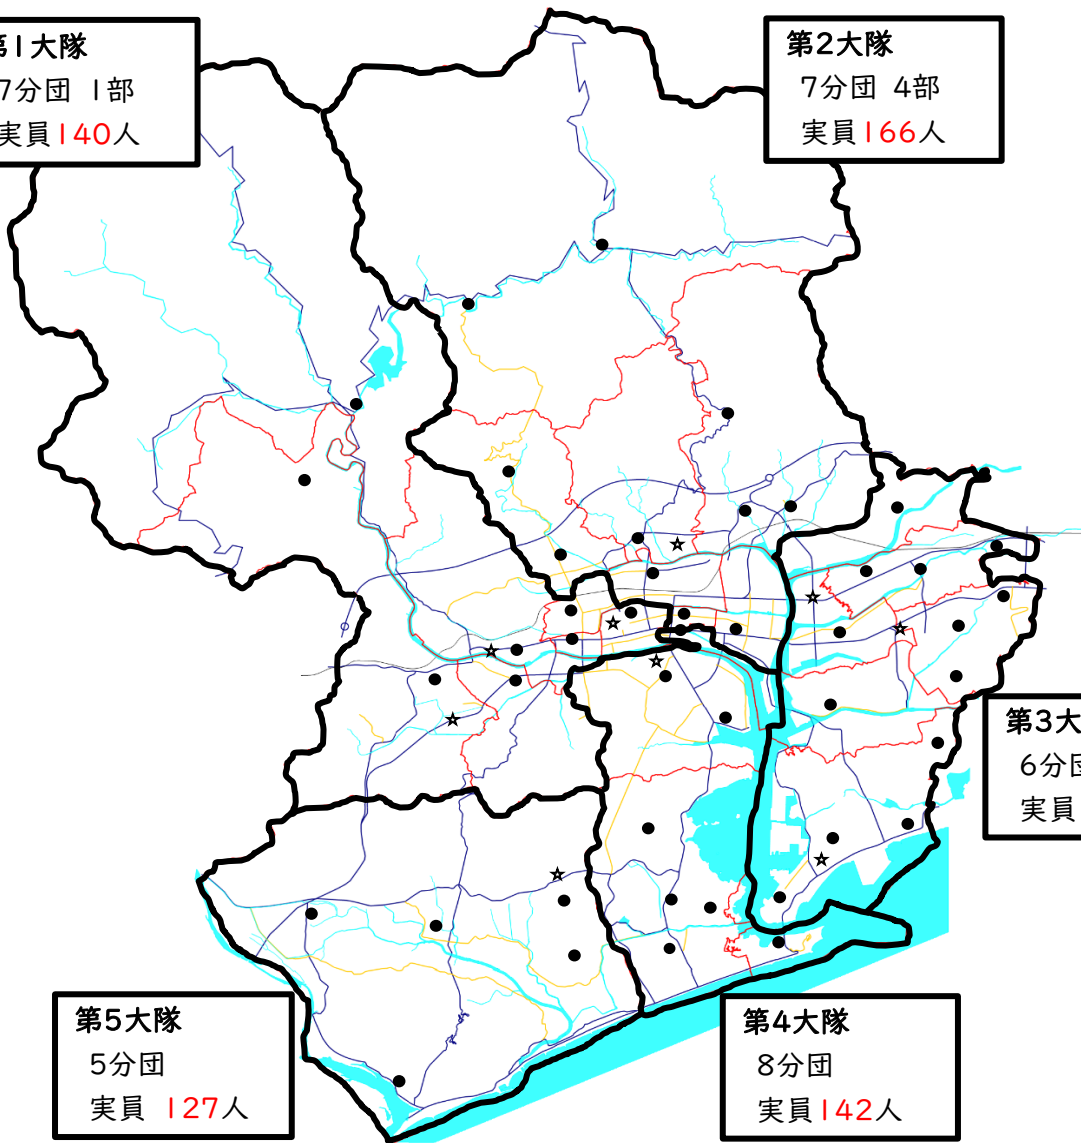 第1大隊
7分団 1部
実員140人
第2大隊
7分団 4部
実員166人
第3大
6分団
実員
第5大隊
5分団
実員 127人
第4大隊
8分団
実員142人